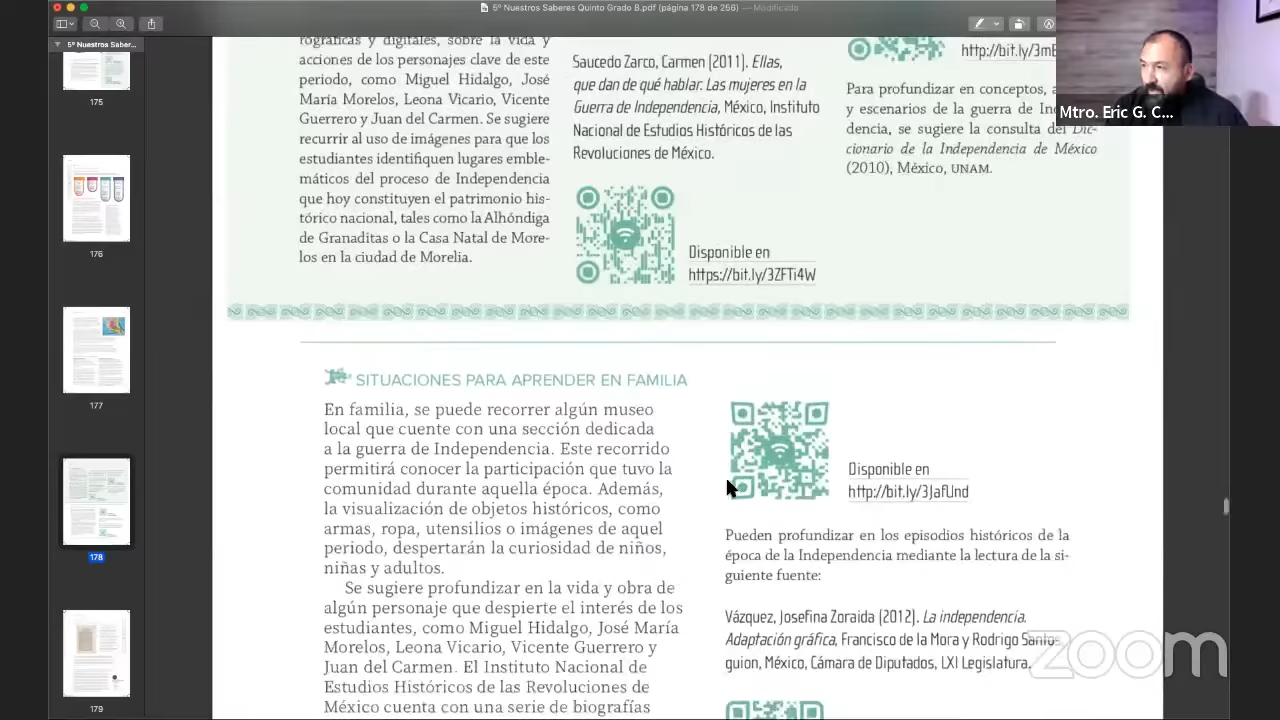 5º Nuestros Saberes Quinto Grado B.pdf (página 178 de 256) — Modificado
5º Nuestros Saber...
175
176
177
178
179
rográficas y digitales, sobre la vida y
acciones de los personajes clave de este
periodo, como Miguel Hidalgo, José
María Morelos, Leona Vicario, Vicente
Guerrero y Juan del Carmen. Se sugiere
recurrir al uso de imágenes para que los
estudiantes identifiquen lugares emble-
máticos del proceso de Independencia
que hoy constituyen el patrimonio his-
tórico nacional, tales como la Alhóndiga
de Granaditas o la Casa Natal de More-
los en la ciudad de Morelia.
Saucedo Zarco, Carmen (2011). Ellas,
que dan de qué hablar. Las mujeres en la
Guerra de Independencia, México, Instituto
Nacional de Estudios Históricos de las
Revoluciones de México.
Disponible en
https://bit.ly/3ZFTi4W
http://bit.ly/3mE
Para profundizar en conceptos, a
y escenarios de la guerra de In
dencia, se sugiere la consulta del Dic-
cionario de la Independencia de México
(2010), México, UNAM.
Mtro. Eric G. C...
SITUACIONES PARA APRENDER EN FAMILIA
En familia, se puede recorrer algún museo
local que cuente con una sección dedicada
a la guerra de Independencia. Este recorrido
permitirá conocer la participación que tuvo la
comunidad durante aquella época. Además,
la visualización de objetos históricos, como
armas, ropa, utensilios o imágenes de aquel
periodo, despertarán la curiosidad de niños,
niñas y adultos.
Se sugiere profundizar en la vida y obra de
algún personaje que despierte el interés de los
estudiantes, como Miguel Hidalgo, José María
Morelos, Leona Vicario, Vicente Guerrero y
Juan del Carmen. El Instituto Nacional de
Estudios Históricos de las Revoluciones de
México cuenta con una serie de biografías
Disponible en
http://bit.ly/3JafUnd
Pueden profundizar en los episodios históricos de la
época de la Independencia mediante la lectura de la si-
guiente fuente:
Vázquez, Josefina Zoraida (2012). La independencia.
Adaptación gráfica, Francisco de la Mora y Rodrigo Santos,
guion, México, Cámara de Diputados, LXI Legislatura.
zoom